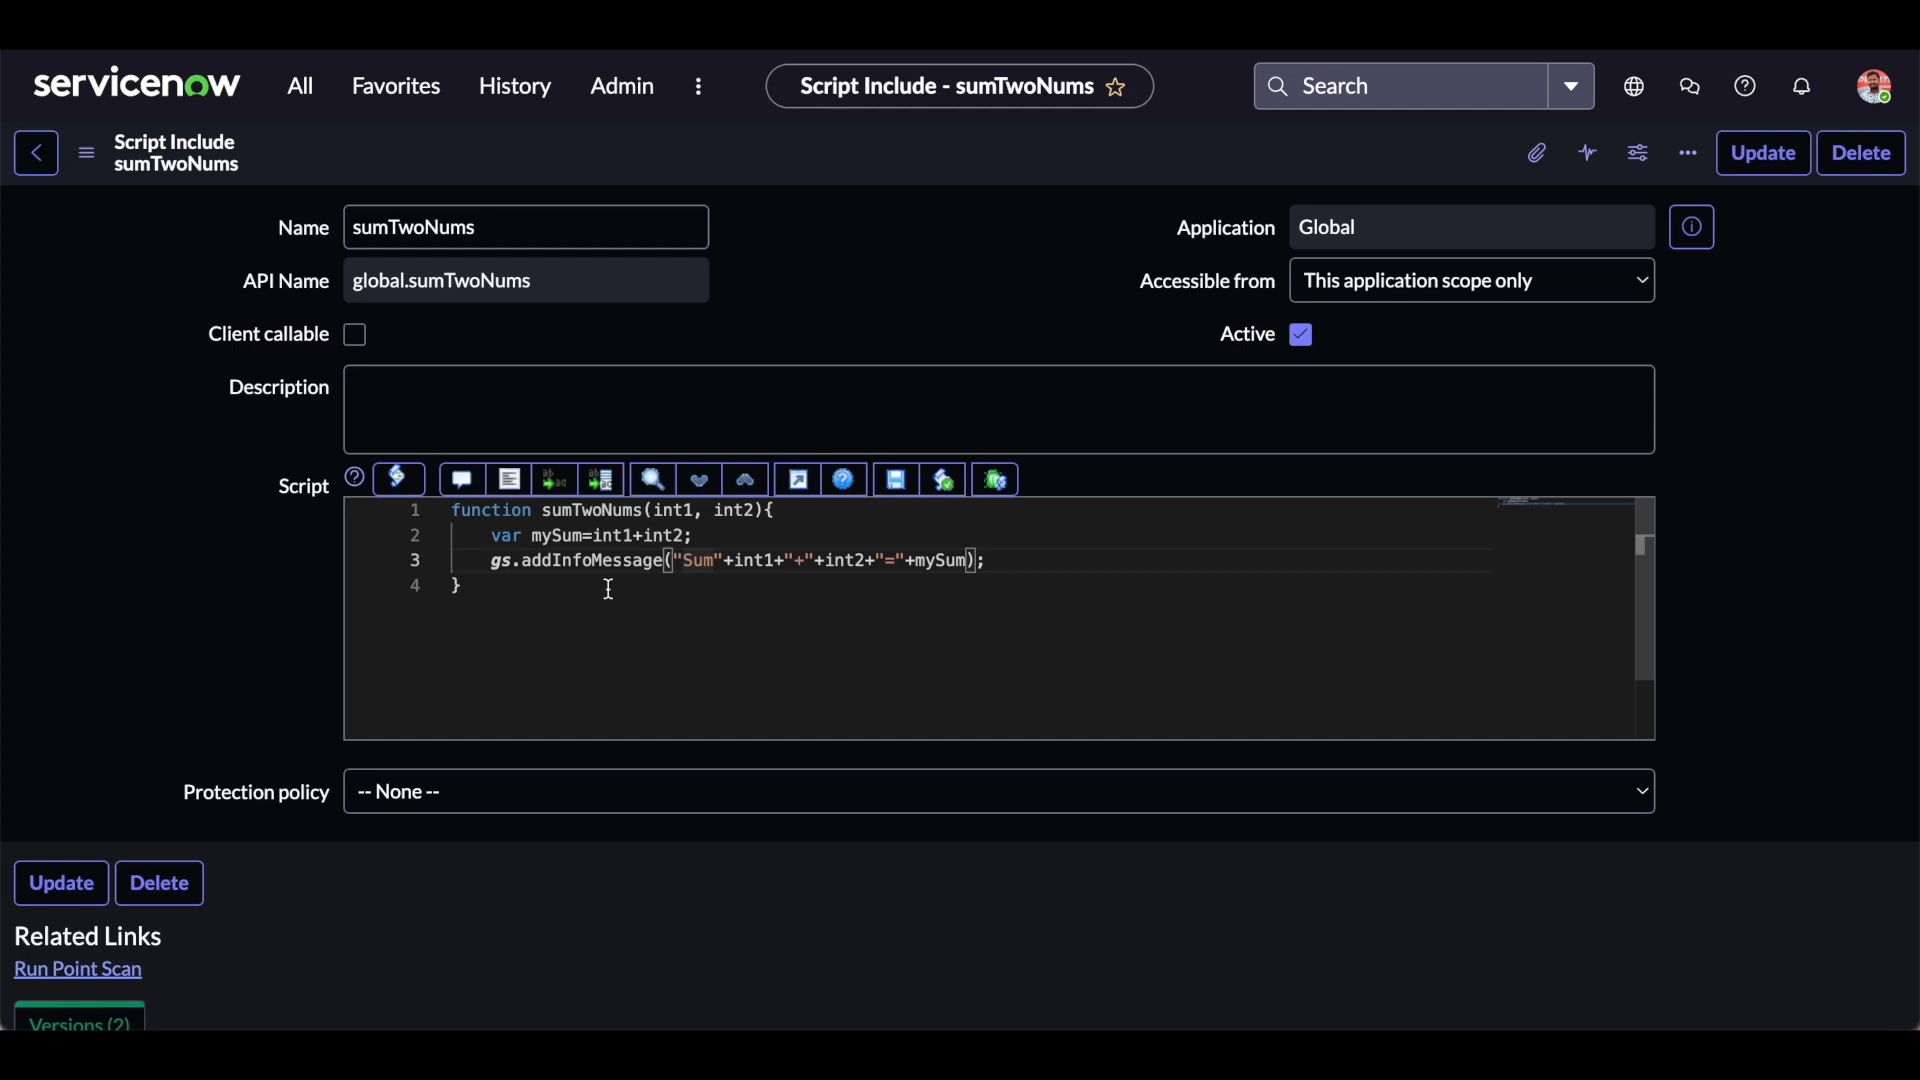 servicenow All Favorites History Admin Script Include - sumTwoNums Search
Script Include
sumTwoNums
Update Delete
Name sumTwoNums Application Global
API Name global.sumTwoNums Accessible from This application scope only
Client callable Active
Description
Script
1 function sumTwoNums(int1, int2){
2 var mySum=int1+int2;
3 gs.addInfoMessage("Sum"+int1+"+"+int2+"="+mySum);
4 }
Protection policy -- None --
Update Delete
Related Links
Run Point Scan
Versions (2)